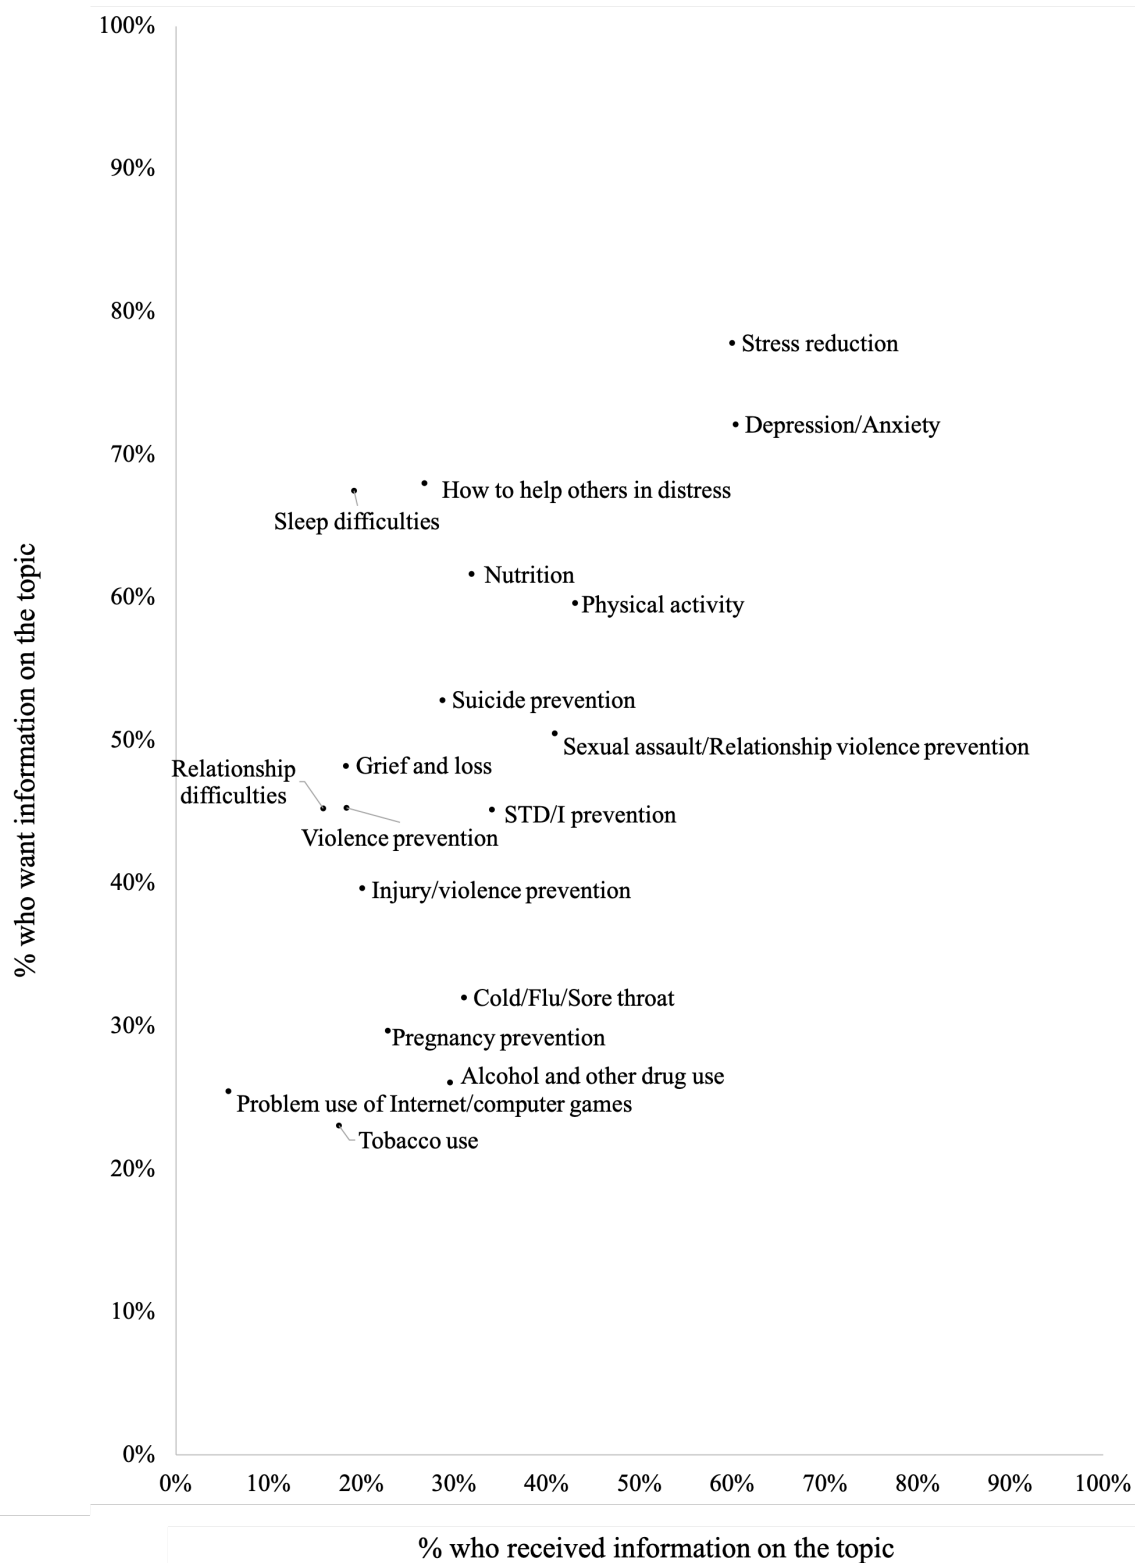 100%
90%
80%
Stress reduction
Depression/Anxiety
70%
How to help others in distress
Sleep difficulties
Nutrition
60%
Physical activity
Suicide prevention
50%
Sexual assault/Relationship violence prevention
Grief and loss
Relationship
difficulties
STD/I prevention
Violence prevention
40%
Injury/violence prevention
Cold/Flu/Sore throat
30%
Pregnancy prevention
Alcohol and other drug use
Problem use of Internet/computer games
Tobacco use
20%
10%
0%
0% 10% 20% 30% 40% 50% 60% 70% 80% 90% 100%
% who want information on the topic
% who received information on the topic